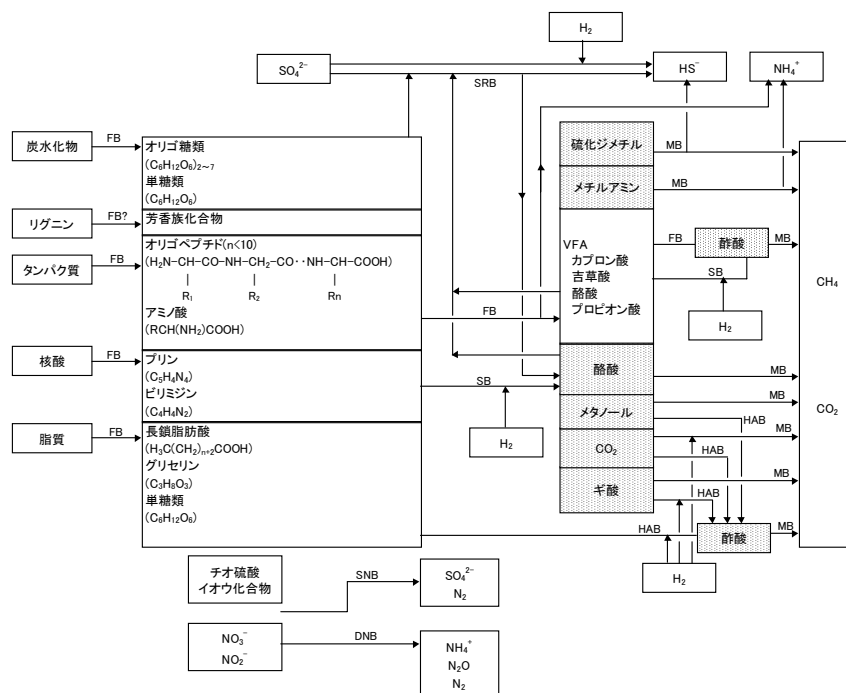 H₂
SO₄²⁻
HS⁻
NH₄⁺
SRB
炭水化物
FB
オリゴ糖類
(C₆H₁₂O₆)₂~₇
単糖類
(C₆H₁₂O₆)
硫化ジメチル
MB
メチルアミン
MB
リグニン
FB?
芳香族化合物
タンパク質
FB
オリゴペプチド(n<10)
(H₂N-CH-CO-NH-CH₂-CO··NH-CH-COOH)
| | |
R₁ R₂ Rn
アミノ酸
(RCH(NH₂)COOH)
FB
VFA
カプロン酸
吉草酸
酪酸
プロピオン酸
FB
酢酸
MB
SB
H₂
CH₄
CO₂
核酸
FB
プリン
(C₅H₄N₄)
ピリミジン
(C₄H₄N₂)
SB
H₂
酪酸
MB
メタノール
MB
HAB
CO₂
MB
HAB
ギ酸
MB
HAB
脂質
FB
長鎖脂肪酸
(H₃C(CH₂)ₙ₊₂COOH)
グリセリン
(C₃H₈O₃)
単糖類
(C₆H₁₂O₆)
HAB
酢酸
MB
H₂
チオ硫酸
イオウ化合物
SNB
SO₄²⁻
N₂
NO₃⁻
NO₂⁻
DNB
NH₄⁺
N₂O
N₂